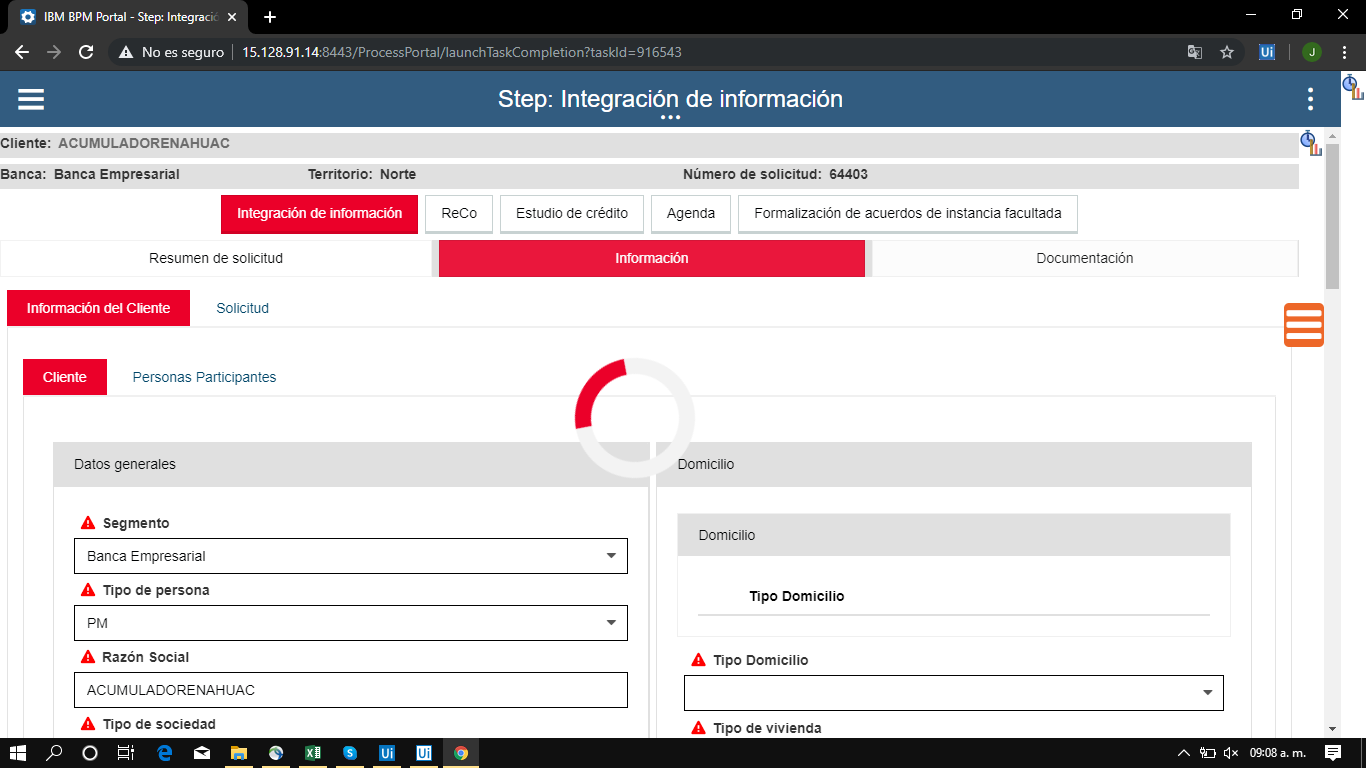 IBM BPM Portal - Step: Integració
No es seguro
15.128.91.14:8443/ProcessPortal/launchTaskCompletion?taskId=916543
Ui
J
Step: Integración de información
Cliente: ACUMULADORENAHUAC
Banca: Banca Empresarial Territorio: Norte Número de solicitud: 64403
Integración de información ReCo Estudio de crédito Agenda Formalización de acuerdos de instancia facultada
Resumen de solicitud Información Documentación
Información del Cliente Solicitud
Cliente Personas Participantes
Datos generales Domicilio
Segmento
Banca Empresarial
Domicilio
Tipo de persona
Tipo Domicilio
PM
Razón Social
Tipo Domicilio
ACUMULADORENAHUAC
Tipo de sociedad
Tipo de vivienda
Ui Ui
09:08 a. m.